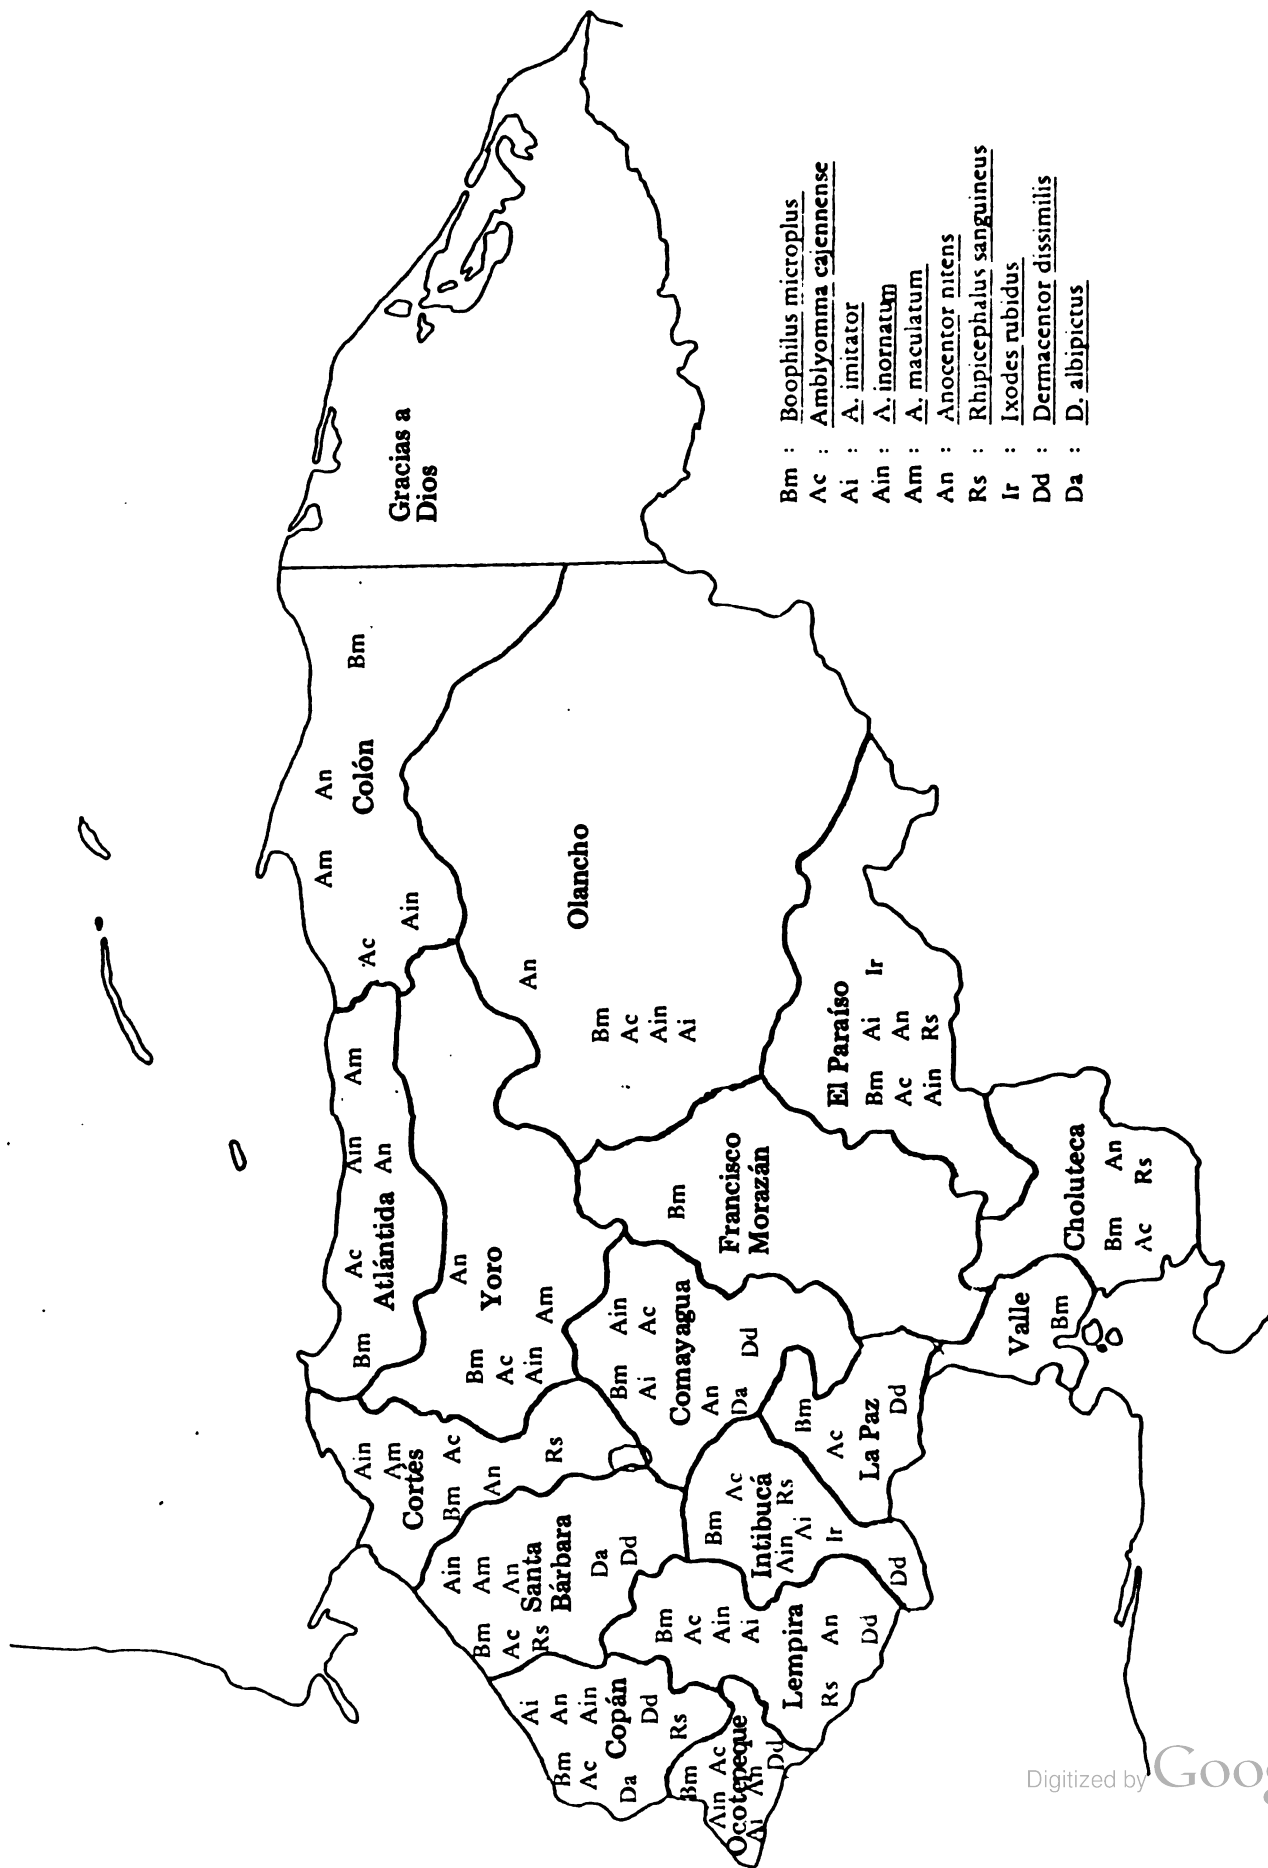 Gracias a
Dios
Bm
An
Colón
Am
Ac
Ain
Olancho
An
Bm
Ac
Ain
Ai
Am
Ain
An
Ac
Atlántida
Bm
An
Yoro
Am
Bm
Ac
Ain
El Paraíso
Bm Ai Ir
Ac An
Ain Rs
Francisco
Morazán
Bm
Choluteca
Bm An
Ac Rs
Valle
Bm
Bm Ain
Ai Ac
Comayagua
An
Da Dd
Bm
Ac
La Paz
Dd
Ain
Am
Cortés
Bm Ac
An
Rs
Ain
Am
Bm An
Ac Santa
Rs Bárbara
Da
Dd
Bm
Ac
Intibucá
Ain Rs
Ai
Ir
Dd
Bm
Ac
Ain
Ai
Lempira
Rs An
Dd
Ai
Bm An
Ac Ain
Copán
Da Dd
Rs
Bm
Ain Ac
Ocotepeque
Ai An
Dd
Bm : Boophilus microplus
Ac : Amblyomma cajennense
Ai : A. imitator
Ain : A. inornatum
Am : A. maculatum
An : Anocentor nitens
Rs : Rhipicephalus sanguineus
Ir : Ixodes rubidus
Dd : Dermacentor dissimilis
Da : D. albipictus
Digitized by Goog